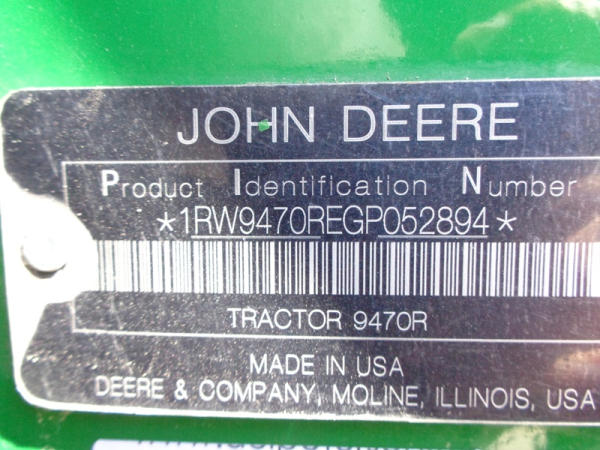 JOHN DEERE
Product Identification Number
*1RW9470REGP052894*
TRACTOR 9470R
MADE IN USA
DEERE & COMPANY, MOLINE, ILLINOIS, USA